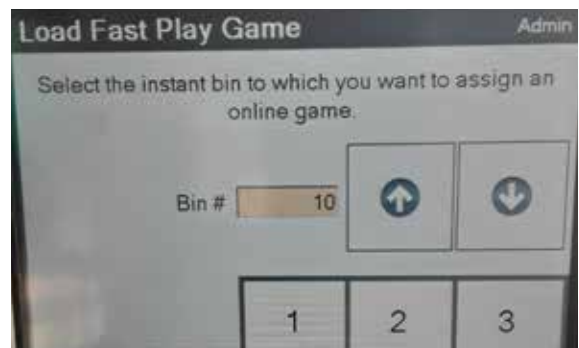 Load Fast Play Game Admin
Select the instant bin to which you want to assign an
online game.
Bin # 10
1 2 3